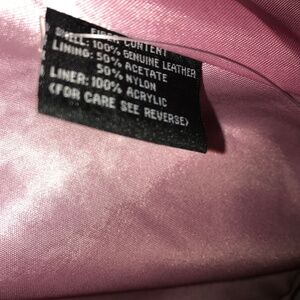 FIBER CONTENT
SHELL: 100% GENUINE LEATHER
LINING: 50% ACETATE
50% NYLON
LINER: 100% ACRYLIC
(FOR CARE SEE REVERSE)